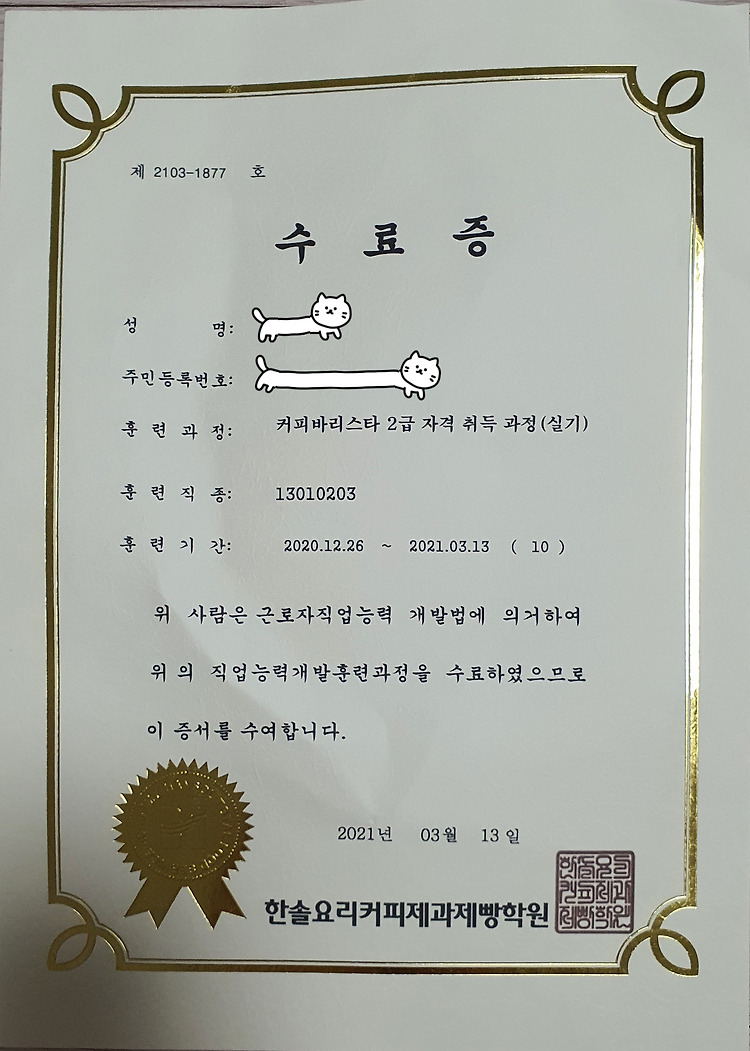 제 2103-1877 호
수 료 증
성 명:
주민등록번호:
훈 련 과 정: 커피바리스타 2급 자격 취득 과정(실기)
훈 련 직 종: 13010203
훈 련 기 간: 2020.12.26 ~ 2021.03.13 ( 10 )
위 사람은 근로자직업능력 개발법에 의거하여
위의 직업능력개발훈련과정을 수료하였으므로
이 증서를 수여합니다.
2021년 03월 13일
한솔요리커피제과제빵학원